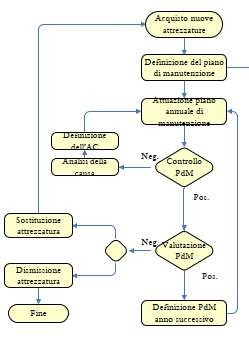 Acquisto nuove
attrezzature
Definizione del piano
di manutenzione
Attuazione piano
annuale di
manutenzione
Definizione
dell'AC
Analisi della
causa
Neg.
Controllo
PdM
Pos.
Sostituzione
attrezzatura
Neg.
Valutazione
PdM
Dismissione
attrezzatura
Pos.
Fine
Definizione PdM
anno successivo